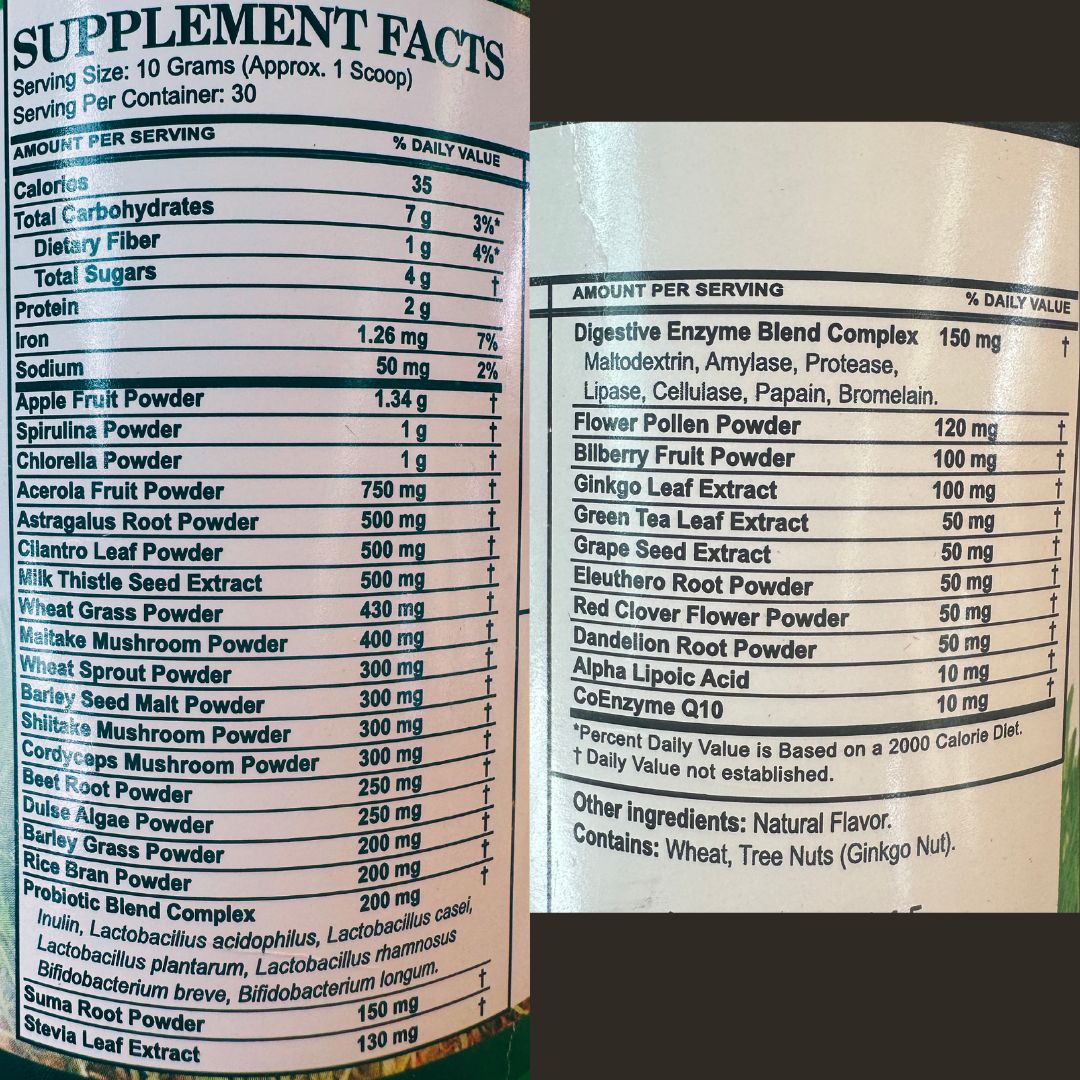 SUPPLEMENT FACTS
Serving Size: 10 Grams (Approx. 1 Scoop)
Serving Per Container: 30
AMOUNT PER SERVING % DAILY VALUE
Calories 35
Total Carbohydrates 7 g 3%*
Dietary Fiber 1 g 4%*
Total Sugars 4 g †
Protein 2 g
Iron 1.26 mg 7%
Sodium 50 mg 2%
Apple Fruit Powder 1.34 g †
Spirulina Powder 1 g †
Chlorella Powder 1 g †
Acerola Fruit Powder 750 mg †
Astragalus Root Powder 500 mg †
Cilantro Leaf Powder 500 mg †
Milk Thistle Seed Extract 500 mg †
Wheat Grass Powder 430 mg †
Maitake Mushroom Powder 400 mg †
Wheat Sprout Powder 300 mg †
Barley Seed Malt Powder 300 mg †
Shiitake Mushroom Powder 300 mg †
Cordyceps Mushroom Powder 300 mg †
Beet Root Powder 250 mg †
Dulse Algae Powder 250 mg †
Barley Grass Powder 200 mg †
Rice Bran Powder 200 mg †
Probiotic Blend Complex 200 mg
Inulin, Lactobacilius acidophilus, Lactobacillus casei,
Lactobacillus plantarum, Lactobacillus rhamnosus
Bifidobacterium breve, Bifidobacterium longum. †
Suma Root Powder 150 mg †
Stevia Leaf Extract 130 mg
AMOUNT PER SERVING % DAILY VALUE
Digestive Enzyme Blend Complex 150 mg †
Maltodextrin, Amylase, Protease,
Lipase, Cellulase, Papain, Bromelain.
Flower Pollen Powder 120 mg †
Bilberry Fruit Powder 100 mg †
Ginkgo Leaf Extract 100 mg †
Green Tea Leaf Extract 50 mg †
Grape Seed Extract 50 mg †
Eleuthero Root Powder 50 mg †
Red Clover Flower Powder 50 mg †
Dandelion Root Powder 50 mg †
Alpha Lipoic Acid 10 mg †
CoEnzyme Q10 10 mg †
*Percent Daily Value is Based on a 2000 Calorie Diet.
† Daily Value not established.
Other ingredients: Natural Flavor.
Contains: Wheat, Tree Nuts (Ginkgo Nut).